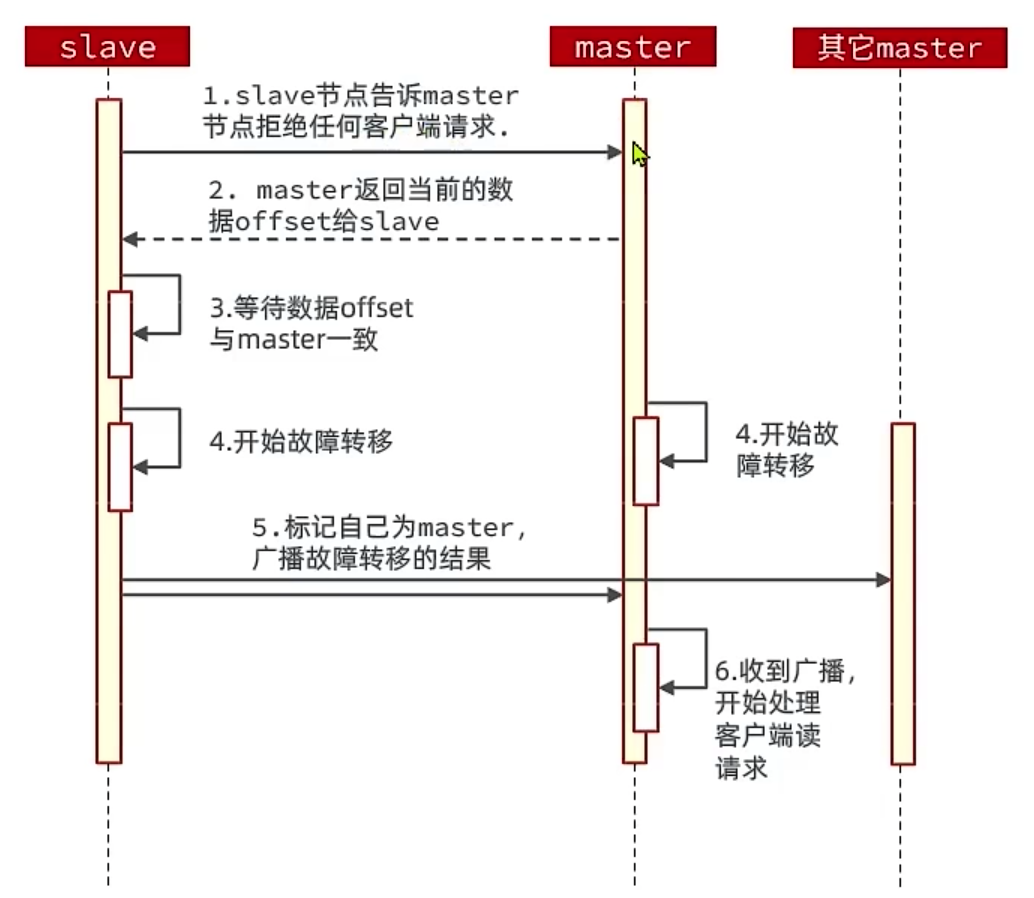 slave
master
其它master
1.slave节点告诉master
节点拒绝任何客户端请求.
2. master返回当前的数
据offset给slave
3.等待数据offset
与master一致
4.开始故障转移
4.开始故
障转移
5.标记自己为master,
广播故障转移的结果
6.收到广播,
开始处理
客户端读
请求